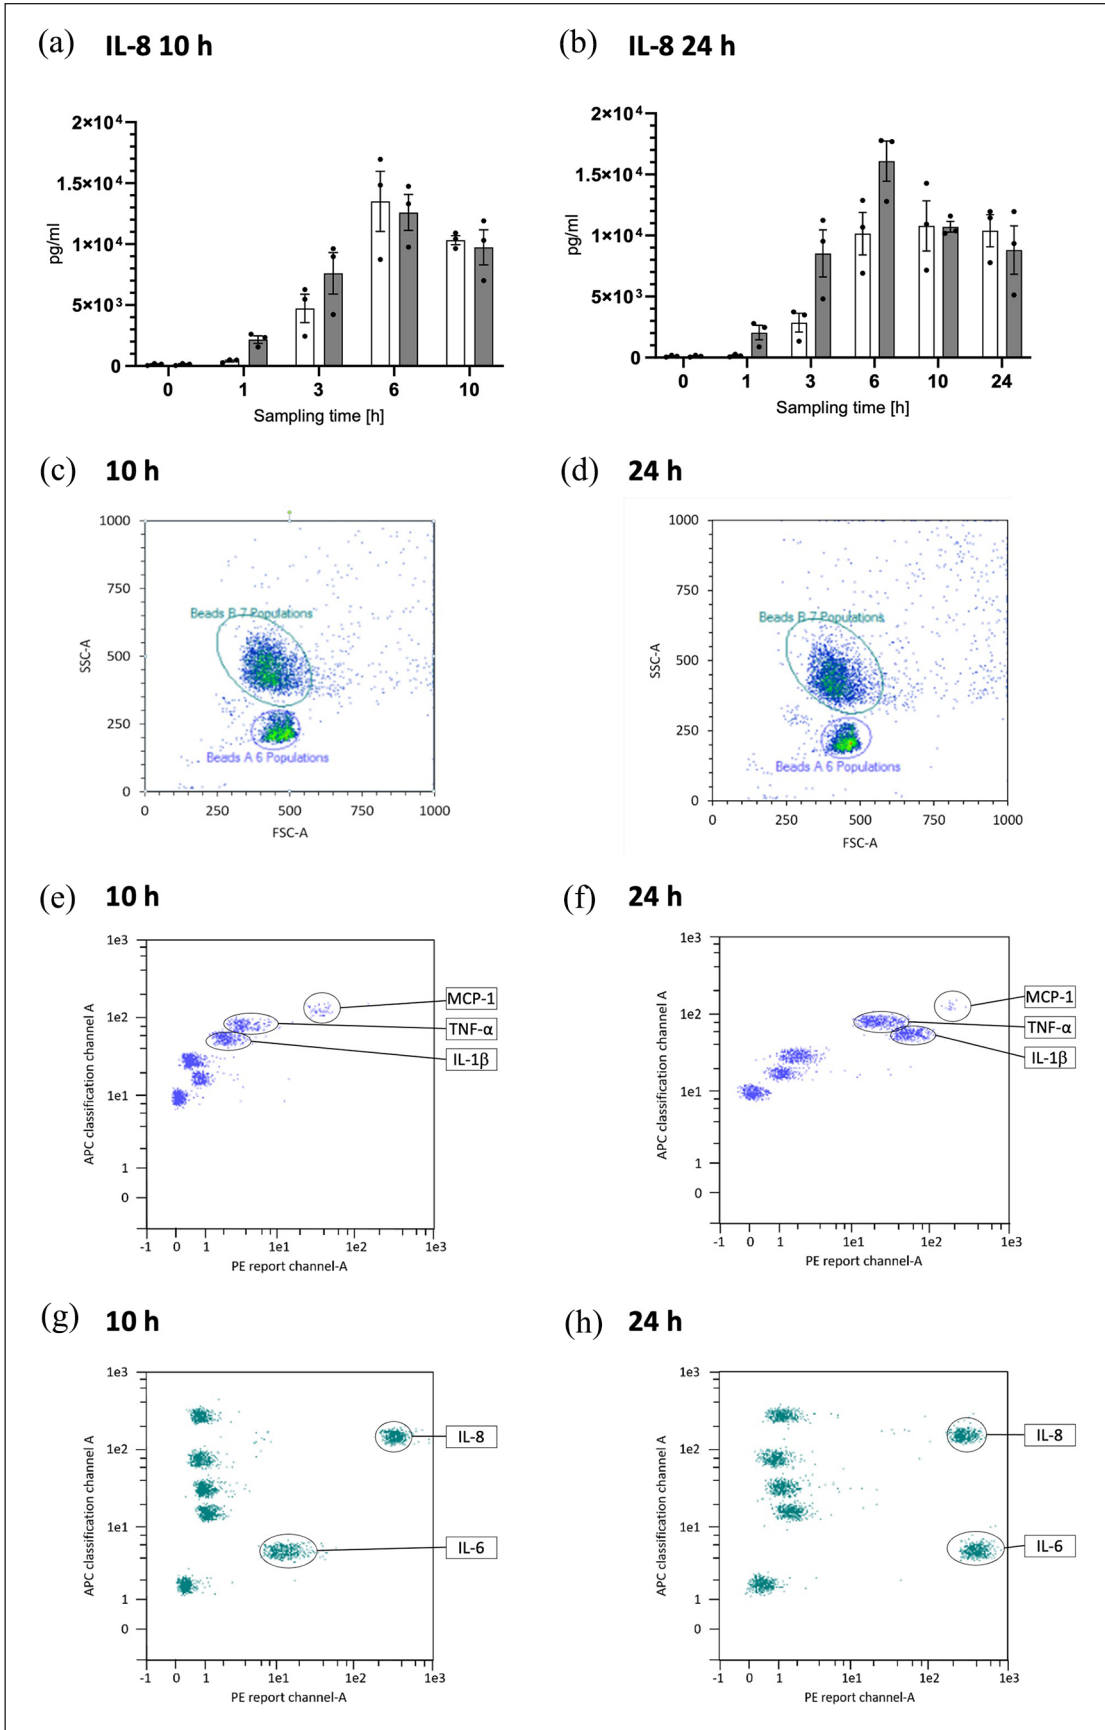 (a) IL-8 10 h
2×10⁴
1.5×10⁴
1×10⁴
5×10³
0
pg/ml
0 1 3 6 10
Sampling time [h]
(b) IL-8 24 h
2×10⁴
1.5×10⁴
1×10⁴
5×10³
0
pg/ml
0 1 3 6 10 24
Sampling time [h]
(c) 10 h
1000
750
500
250
0
SSC-A
Beads B 7 Populations
Beads A 6 Populations
0 250 500 750 1000
FSC-A
(d) 24 h
1000
750
500
250
0
SSC-A
Beads B 7 Populations
Beads A 6 Populations
0 250 500 750 1000
FSC-A
(e) 10 h
1e3
1e2
1e1
1
0
APC classification channel A
MCP-1
TNF-α
IL-1β
-1 0 1 1e1 1e2 1e3
PE report channel-A
(f) 24 h
1e3
1e2
1e1
1
0
APC classification channel A
MCP-1
TNF-α
IL-1β
-1 0 1 1e1 1e2 1e3
PE report channel-A
(g) 10 h
1e3
1e2
1e1
1
0
APC classification channel A
IL-8
IL-6
-1 0 1 1e1 1e2 1e3
PE report channel-A
(h) 24 h
1e3
1e2
1e1
1
0
APC classification channel A
IL-8
IL-6
-1 0 1 1e1 1e2 1e3
PE report channel-A